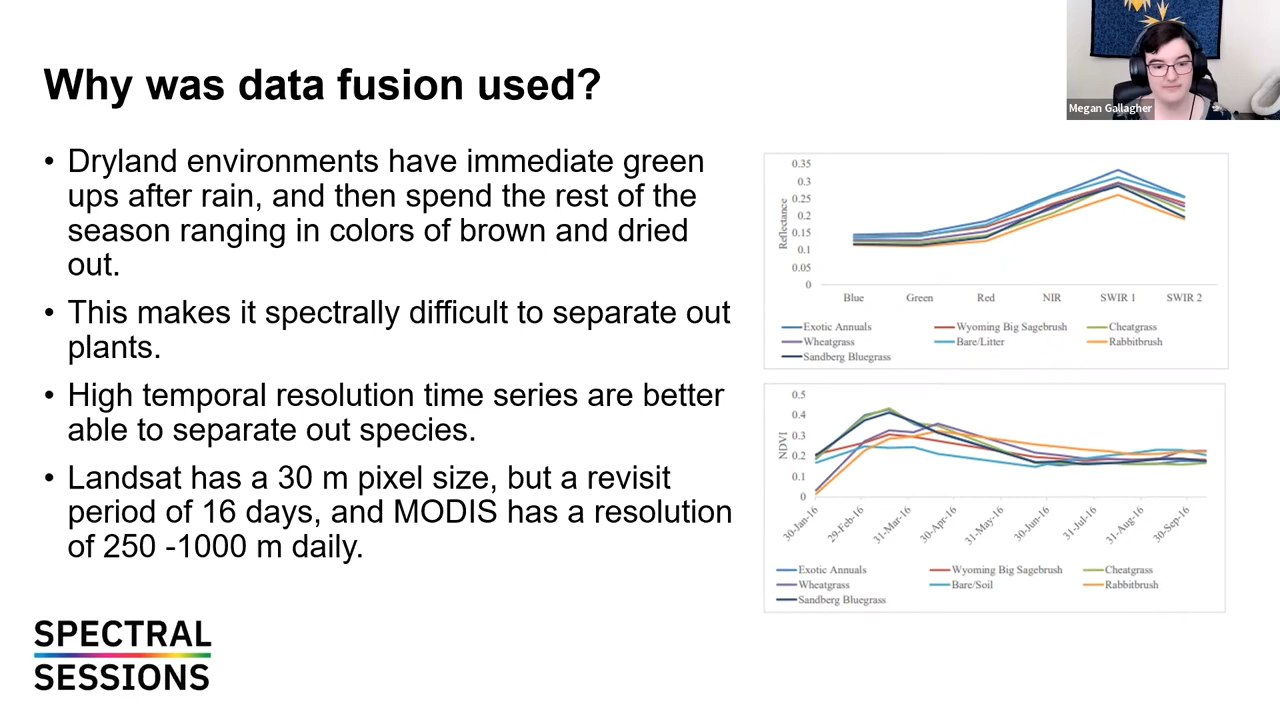 Why was data fusion used?
Megan Gallagher
• Dryland environments have immediate green
ups after rain, and then spend the rest of the
season ranging in colors of brown and dried
out.
• This makes it spectrally difficult to separate out
plants.
• High temporal resolution time series are better
able to separate out species.
• Landsat has a 30 m pixel size, but a revisit
period of 16 days, and MODIS has a resolution
of 250 -1000 m daily.
0.35
0.3
0.25
0.2
0.15
0.1
0.05
0
Reflectance
Blue Green Red NIR SWIR 1 SWIR 2
Exotic Annuals Wyoming Big Sagebrush Cheatgrass
Wheatgrass Bare/Litter Rabbitbrush
Sandberg Bluegrass
0.5
0.4
0.3
0.2
0.1
0
NDVI
30-Jan-16 29-Feb-16 31-Mar-16 30-Apr-16 31-May-16 30-Jun-16 31-Jul-16 31-Aug-16 30-Sep-16
Exotic Annuals Wyoming Big Sagebrush Cheatgrass
Wheatgrass Bare/Soil Rabbitbrush
Sandberg Bluegrass
SPECTRAL
SESSIONS